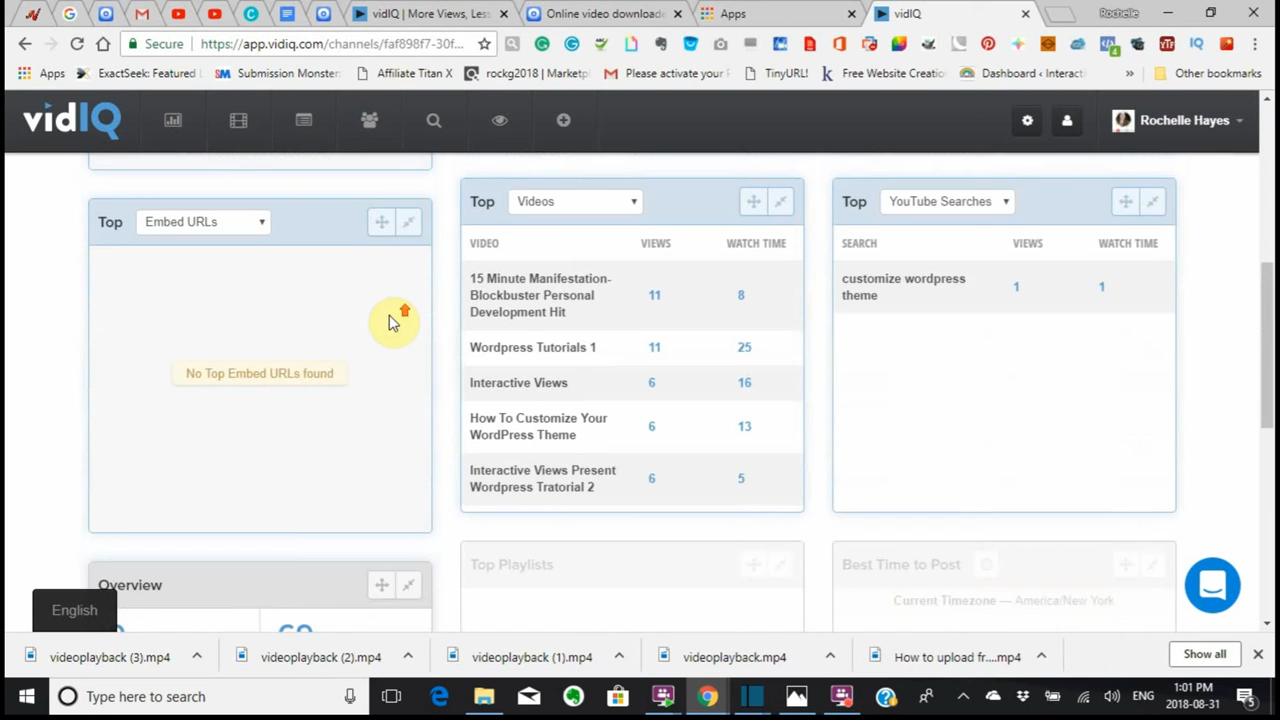 vidIQ | More Views, Less
Online video downloade
Apps
vidIQ
Rochelle
Secure
https://app.vidiq.com/channels/faf898f7-30f...
Apps
ExactSeek: Featured L
Submission Monster:
Affiliate Titan X
rockg2018 | Marketpl
Please activate your F
TinyURL!
Free Website Creatio
Dashboard ‹ Interacti
»
Other bookmarks
vidIQ
Rochelle Hayes
Top Embed URLs
No Top Embed URLs found
Top Videos
VIDEO VIEWS WATCH TIME
15 Minute Manifestation-
Blockbuster Personal 11 8
Development Hit
Wordpress Tutorials 1 11 25
Interactive Views 6 16
How To Customize Your
WordPress Theme 6 13
Interactive Views Present
Wordpress Tratorial 2 6 5
Top YouTube Searches
SEARCH VIEWS WATCH TIME
customize wordpress
theme 1 1
Overview
Top Playlists
Best Time to Post
Current Timezone — America/New York
English
videoplayback (3).mp4
videoplayback (2).mp4
videoplayback (1).mp4
videoplayback.mp4
How to upload fr....mp4
Show all
Type here to search
ENG
1:01 PM
2018-08-31
5